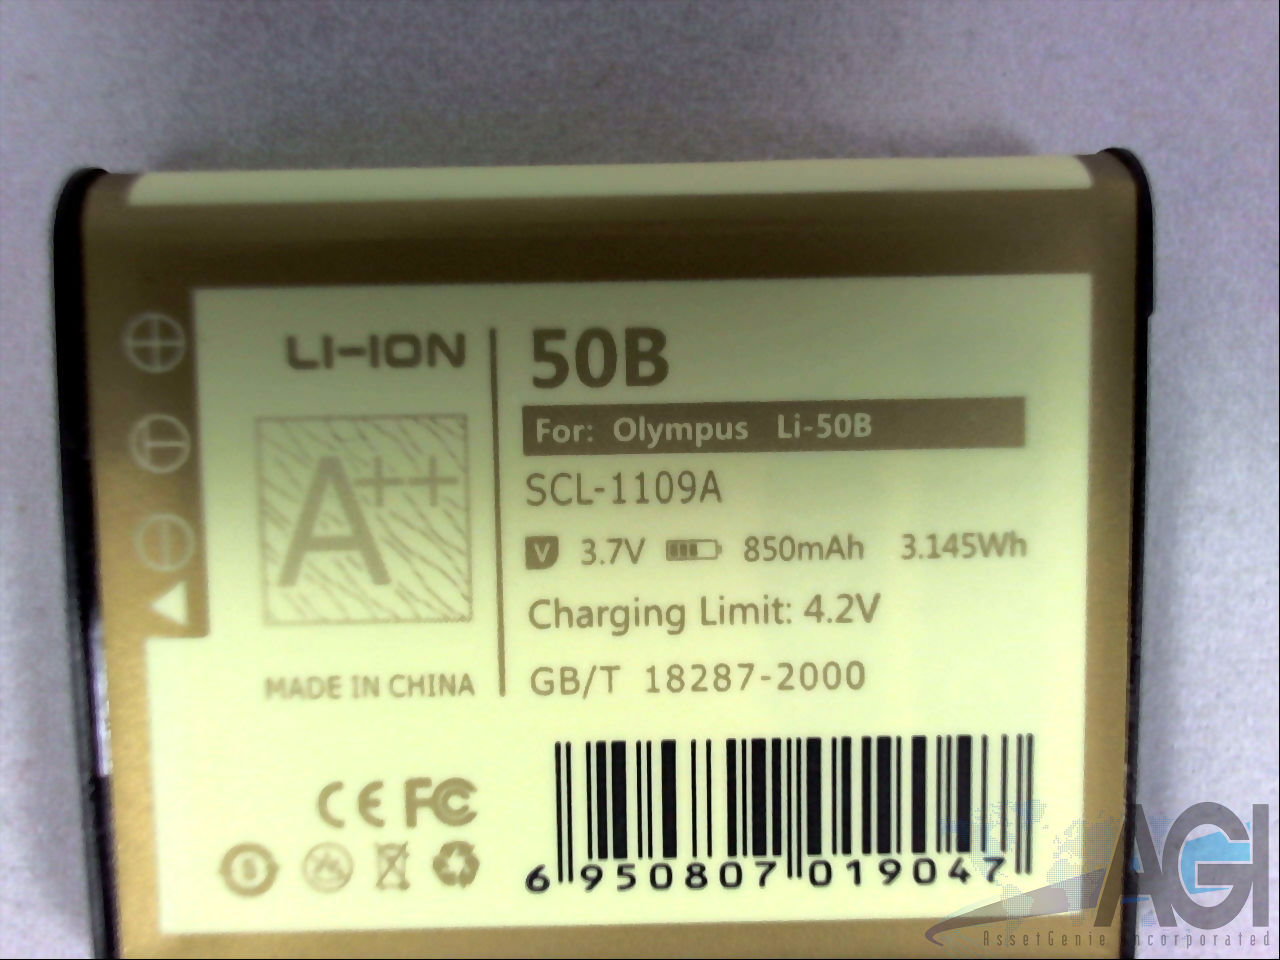 LI-ION
A++
MADE IN CHINA
50B
For: Olympus Li-50B
SCL-1109A
V 3.7V 850mAh 3.145Wh
Charging Limit: 4.2V
GB/T 18287-2000
CE FC
6 950807 019047
AGI
AssetGenie Incorporated